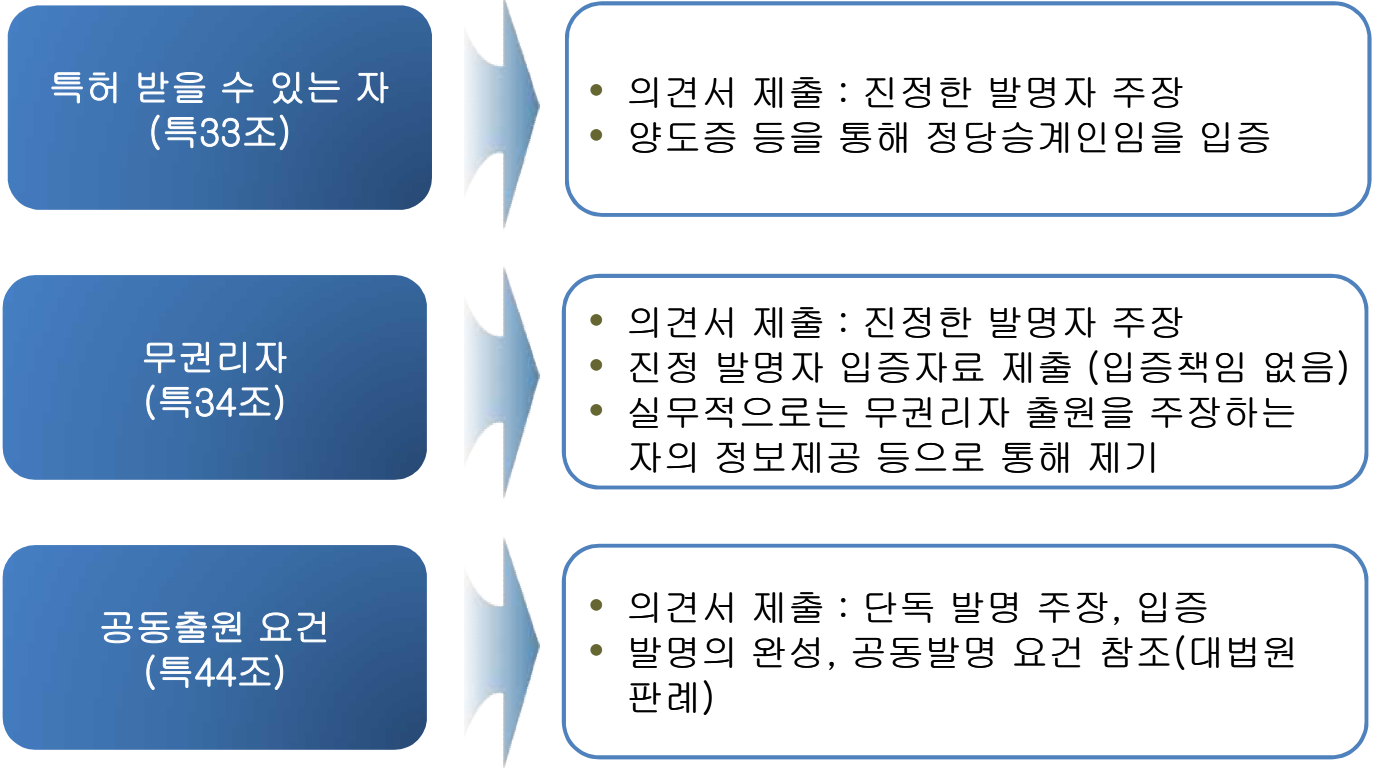 특허 받을 수 있는 자
(특33조)
• 의견서 제출 : 진정한 발명자 주장
• 양도증 등을 통해 정당승계인임을 입증
무권리자
(특34조)
• 의견서 제출 : 진정한 발명자 주장
• 진정 발명자 입증자료 제출 (입증책임 없음)
• 실무적으로는 무권리자 출원을 주장하는
자의 정보제공 등으로 통해 제기
공동출원 요건
(특44조)
• 의견서 제출 : 단독 발명 주장, 입증
• 발명의 완성, 공동발명 요건 참조(대법원
판례)